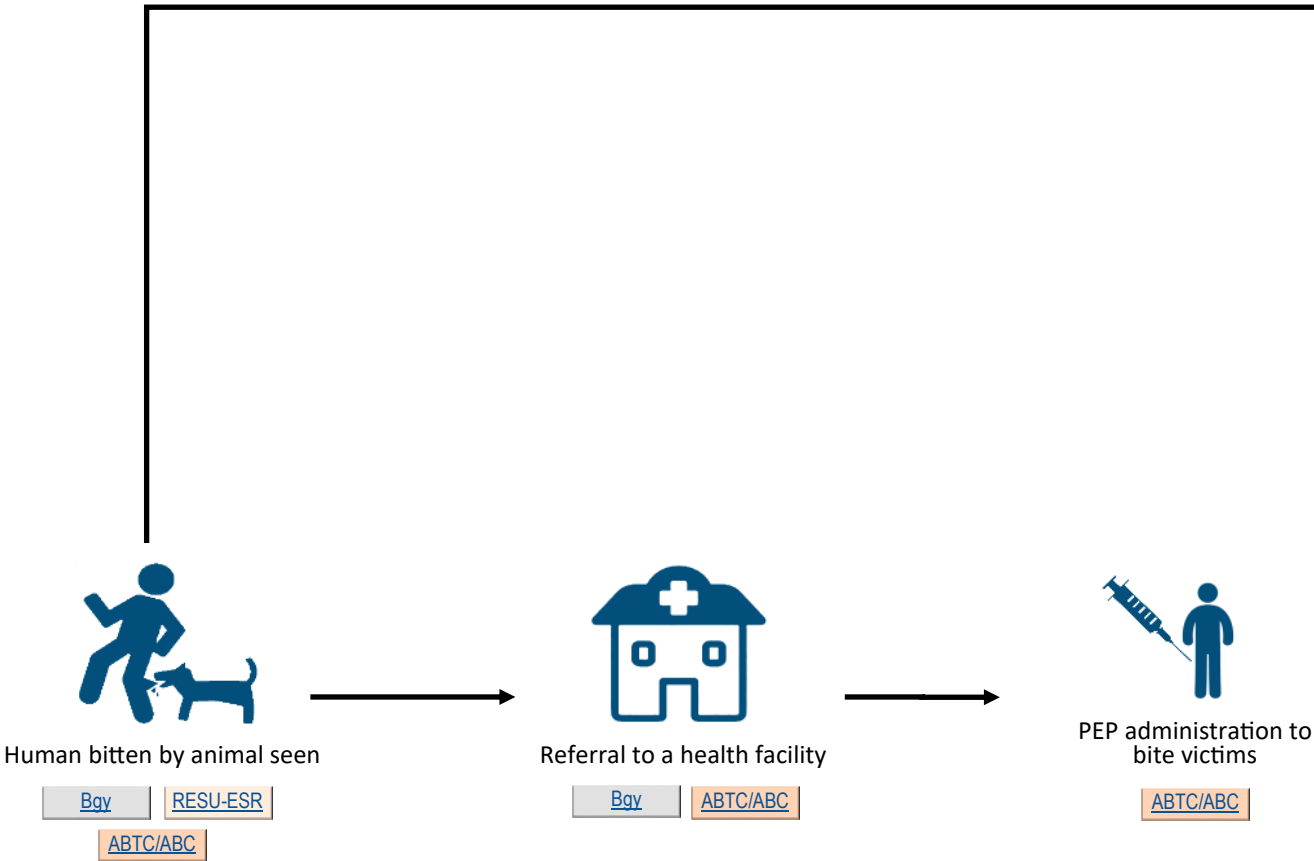 Human bitten by animal seen
Bgy
RESU-ESR
ABTC/ABC
Referral to a health facility
Bgy
ABTC/ABC
PEP administration to
bite victims
ABTC/ABC